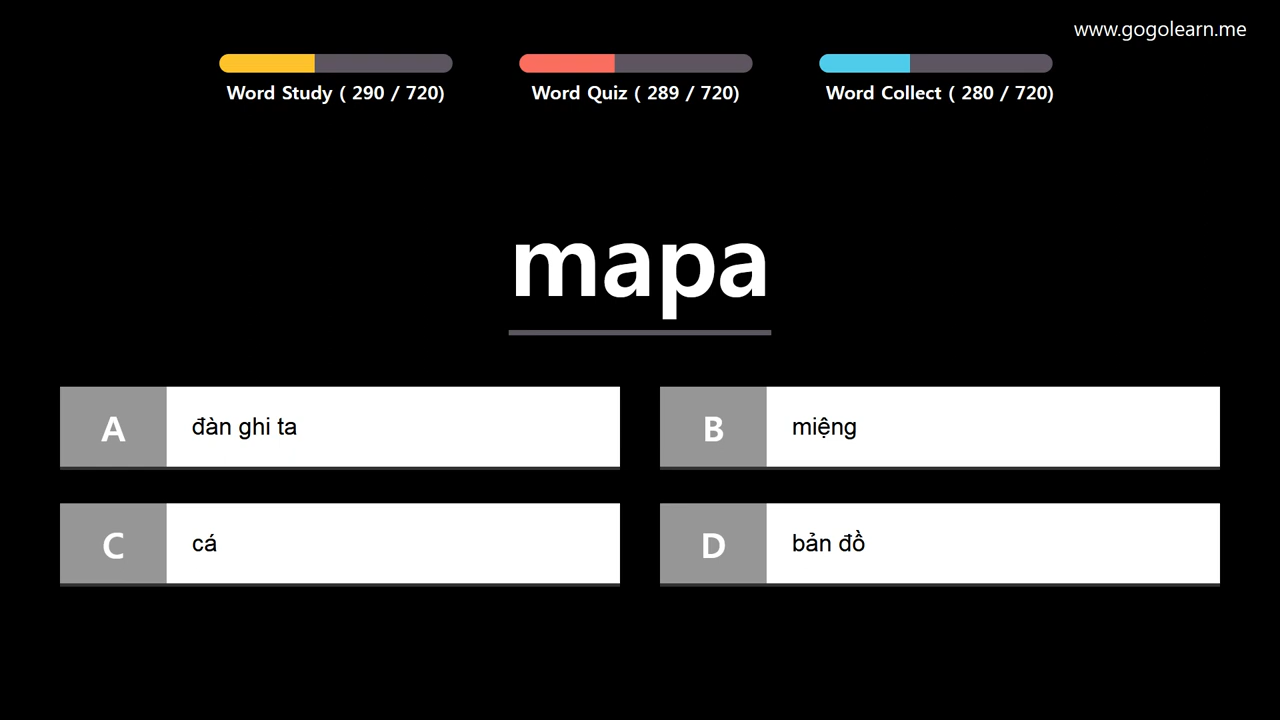 www.gogolearn.me
Word Study ( 290 / 720)
Word Quiz ( 289 / 720)
Word Collect ( 280 / 720)
mapa
A đàn ghi ta
B miệng
C cá
D bản đồ